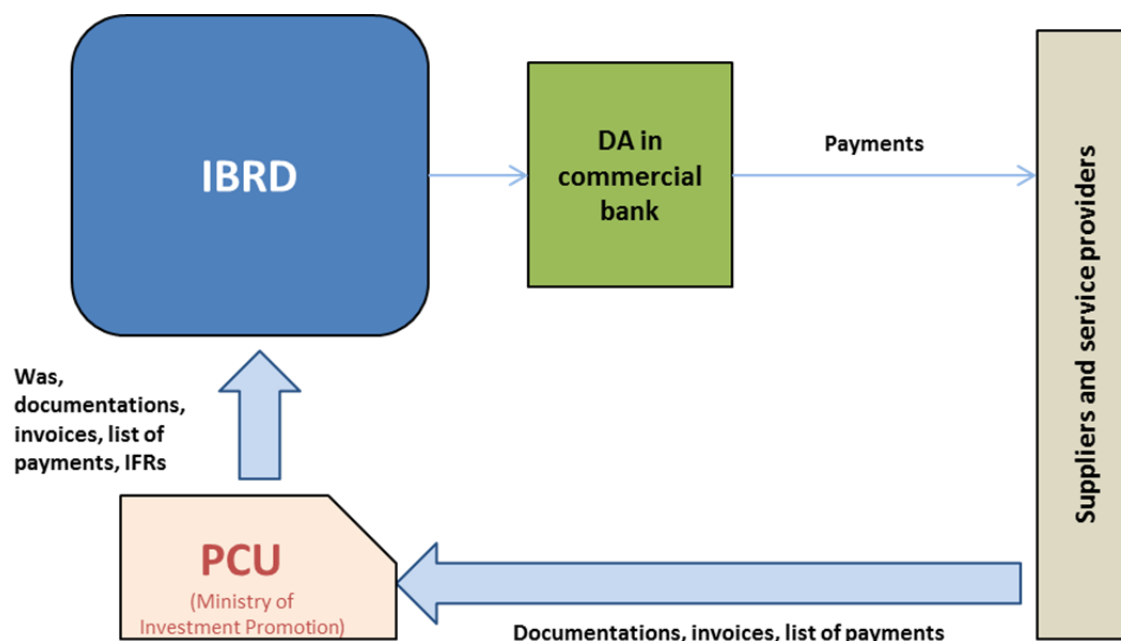 IBRD
DA in
commercial
bank
Payments
Suppliers and service providers
Was,
documentations,
invoices, list of
payments, IFRs
PCU
(Ministry of
Investment Promotion)
Documentations, invoices, list of payments